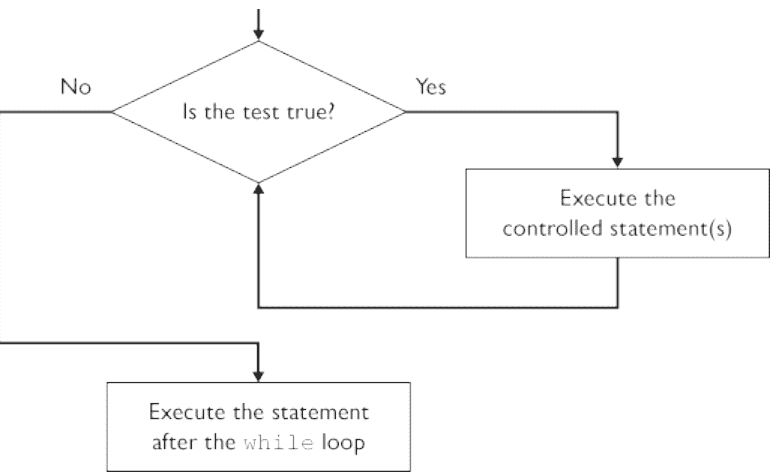 No
Yes
Is the test true?
Execute the
controlled statement(s)
Execute the statement
after the while loop